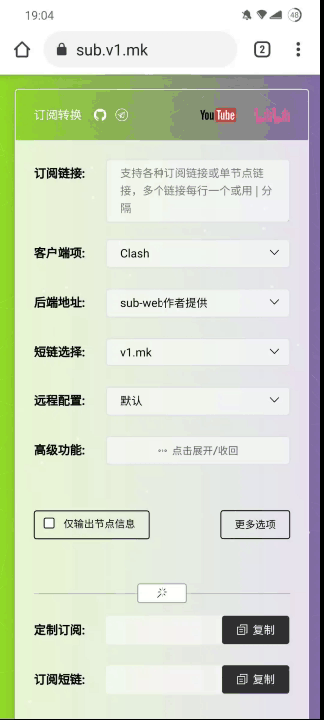 19:04
48
sub.v1.mk
2
订阅转换
YouTube
订阅链接:
支持各种订阅链接或单节点链
接，多个链接每行一个或用 | 分
隔
客户端项:
Clash
后端地址:
sub-web作者提供
短链选择:
v1.mk
远程配置:
默认
高级功能:
点击展开/收回
仅输出节点信息
更多选项
定制订阅:
复制
订阅短链:
复制